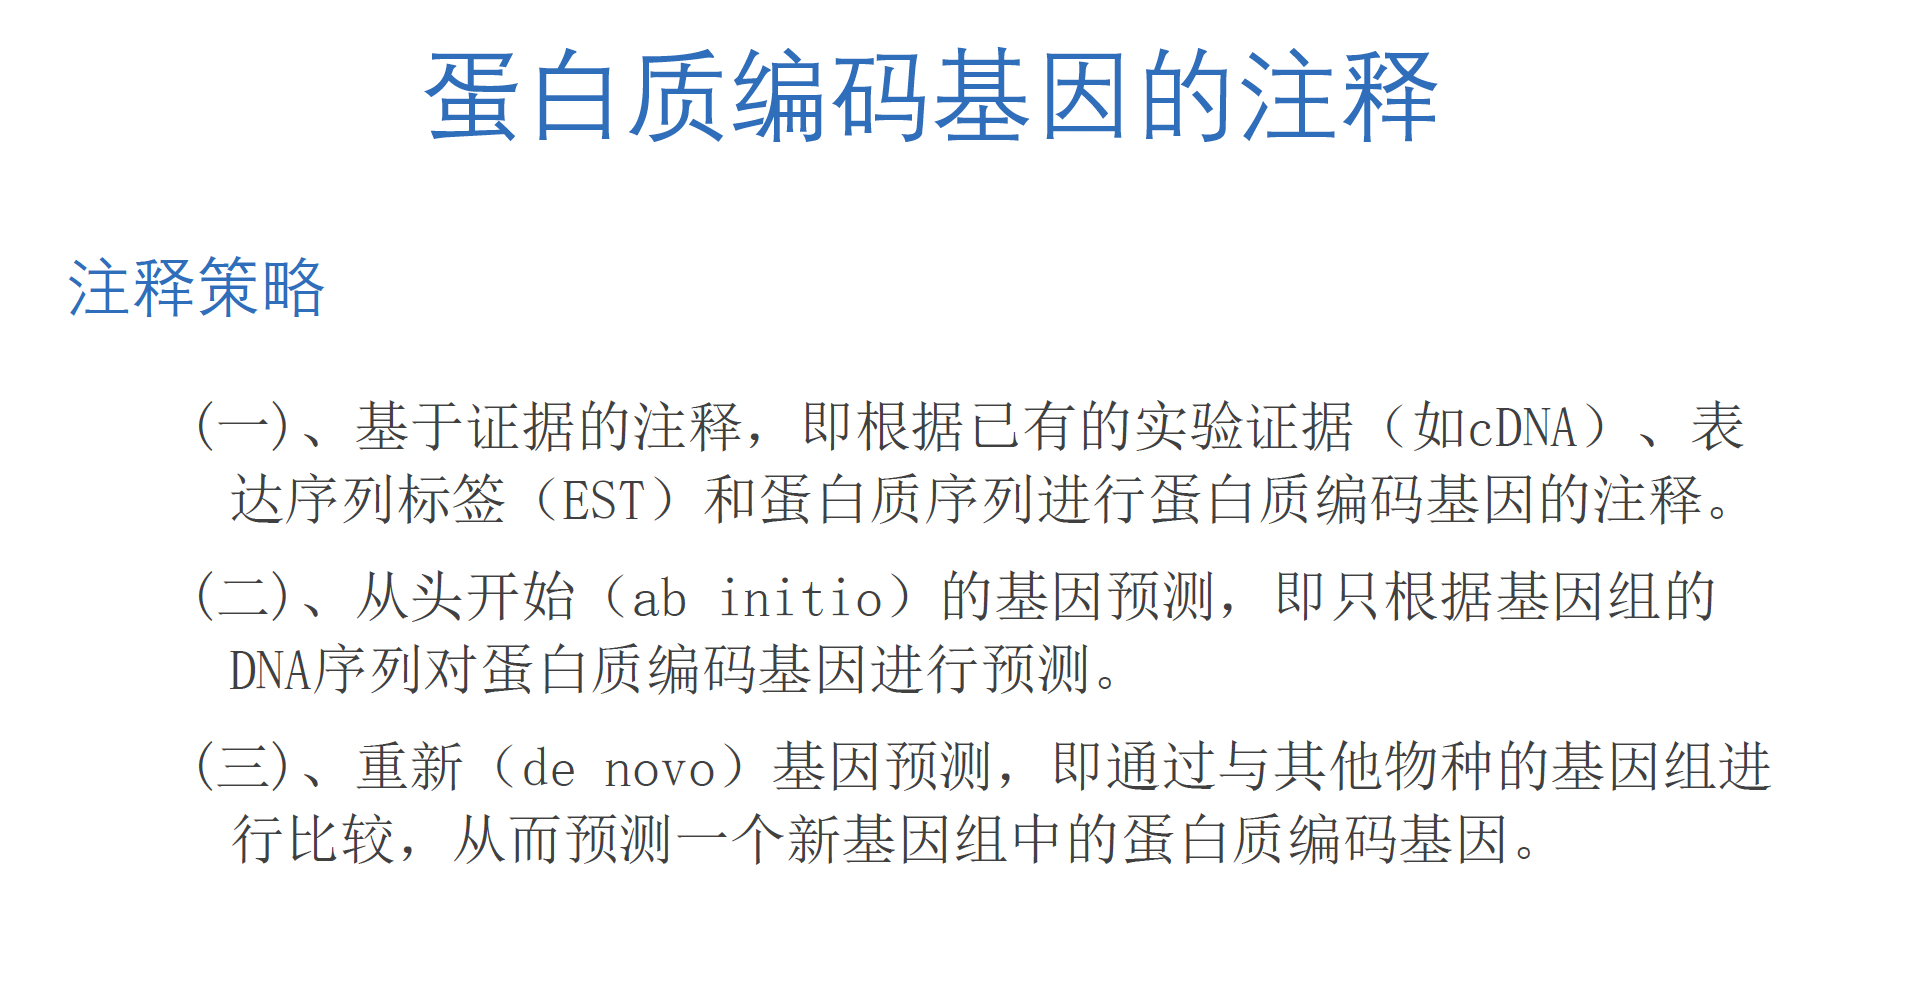 蛋白质编码基因的注释
注释策略
(一)、基于证据的注释，即根据已有的实验证据（如cDNA）、表
达序列标签（EST）和蛋白质序列进行蛋白质编码基因的注释。
(二)、从头开始（ab initio）的基因预测，即只根据基因组的
DNA序列对蛋白质编码基因进行预测。
(三)、重新（de novo）基因预测，即通过与其他物种的基因组进
行比较，从而预测一个新基因组中的蛋白质编码基因。